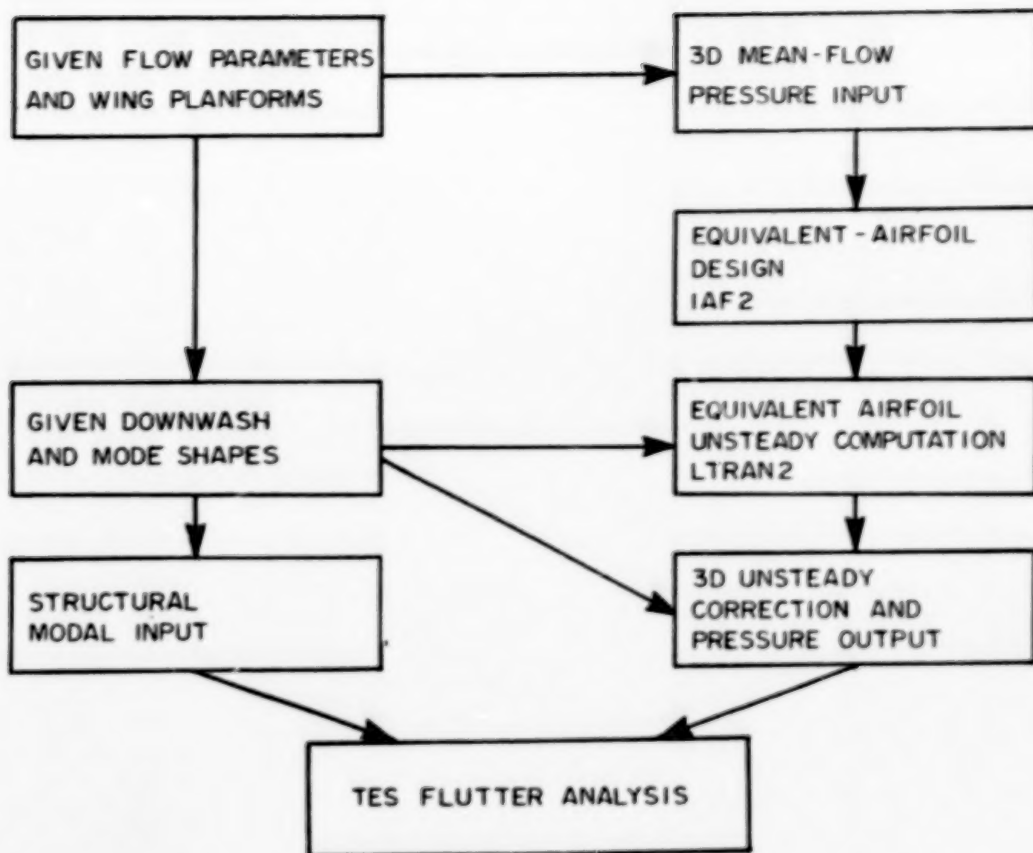 GIVEN FLOW PARAMETERS
AND WING PLANFORMS
3D MEAN-FLOW
PRESSURE INPUT
EQUIVALENT-AIRFOIL
DESIGN
IAF2
GIVEN DOWNWASH
AND MODE SHAPES
EQUIVALENT AIRFOIL
UNSTEADY COMPUTATION
LTRAN2
STRUCTURAL
MODAL INPUT
3D UNSTEADY
CORRECTION AND
PRESSURE OUTPUT
TES FLUTTER ANALYSIS